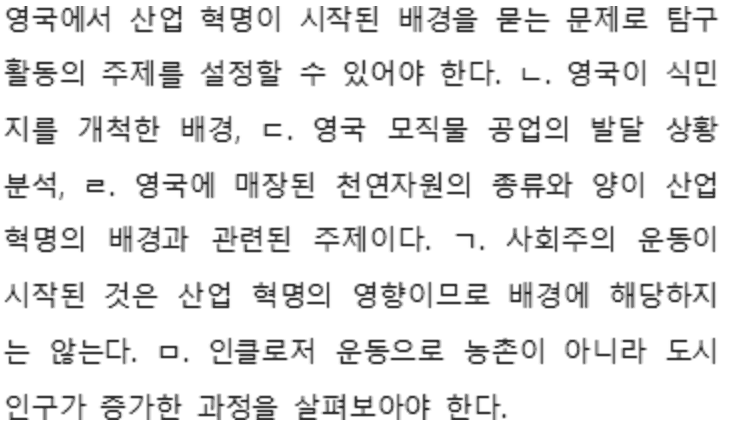 영국에서 산업 혁명이 시작된 배경을 묻는 문제로 탐구
활동의 주제를 설정할 수 있어야 한다. ㄴ. 영국이 식민
지를 개척한 배경, ㄷ. 영국 모직물 공업의 발달 상황
분석, ㄹ. 영국에 매장된 천연자원의 종류와 양이 산업
혁명의 배경과 관련된 주제이다. ㄱ. 사회주의 운동이
시작된 것은 산업 혁명의 영향이므로 배경에 해당하지
는 않는다. ㅁ. 인클로저 운동으로 농촌이 아니라 도시
인구가 증가한 과정을 살펴보아야 한다.